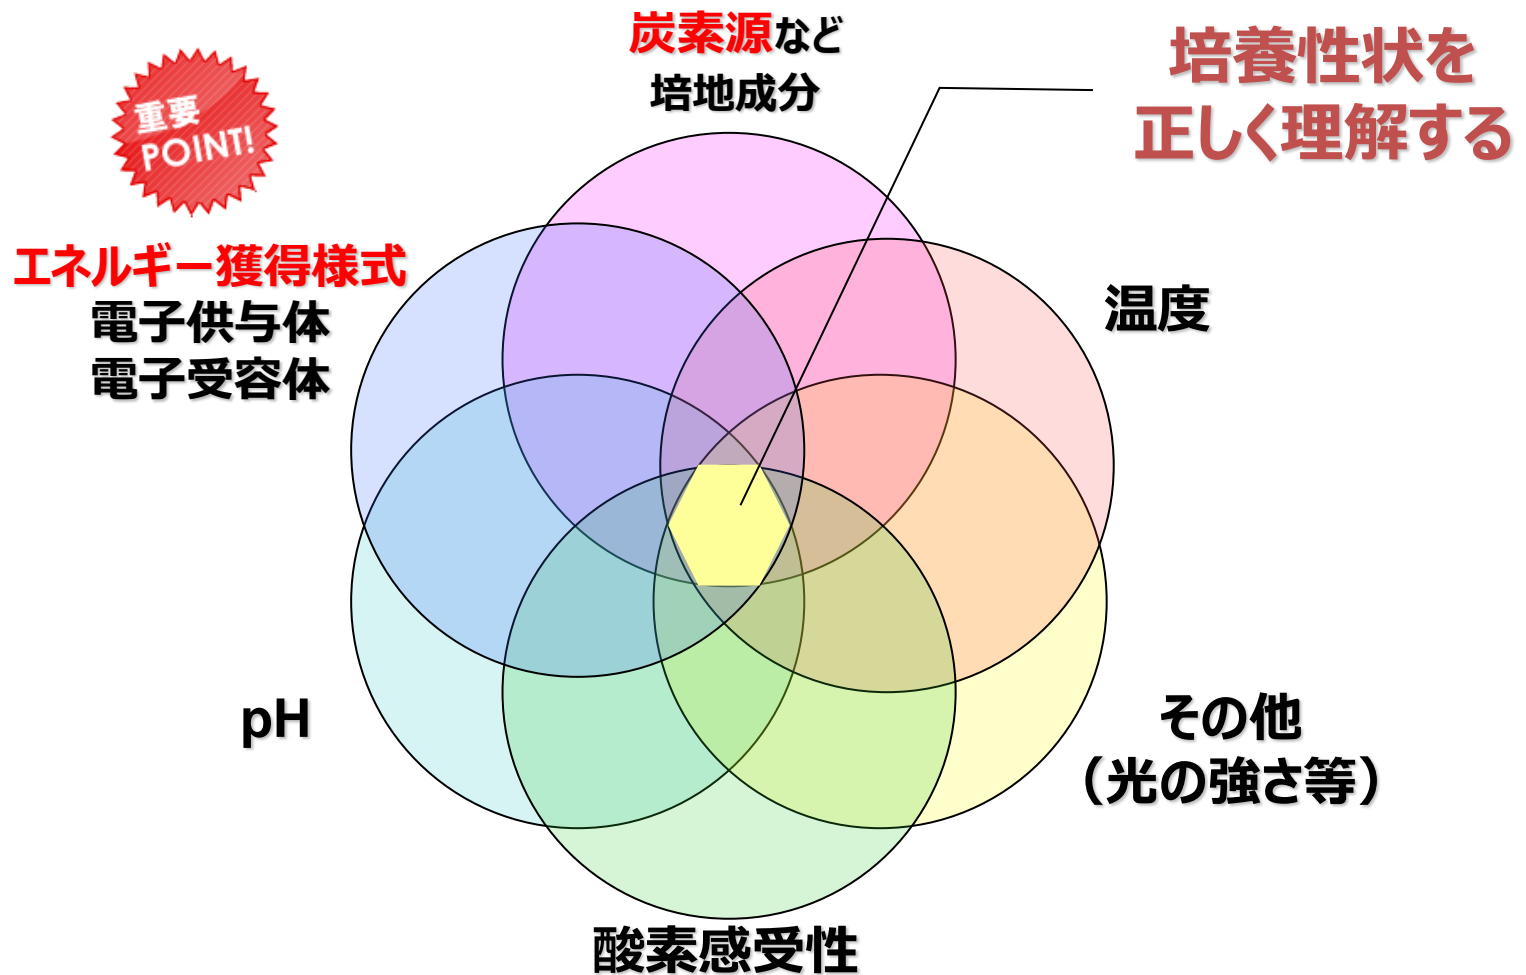 炭素源など
培地成分
培養性状を
正しく理解する
重要
POINT!
エネルギー獲得様式
電子供与体
電子受容体
温度
pH
その他
（光の強さ等）
酸素感受性